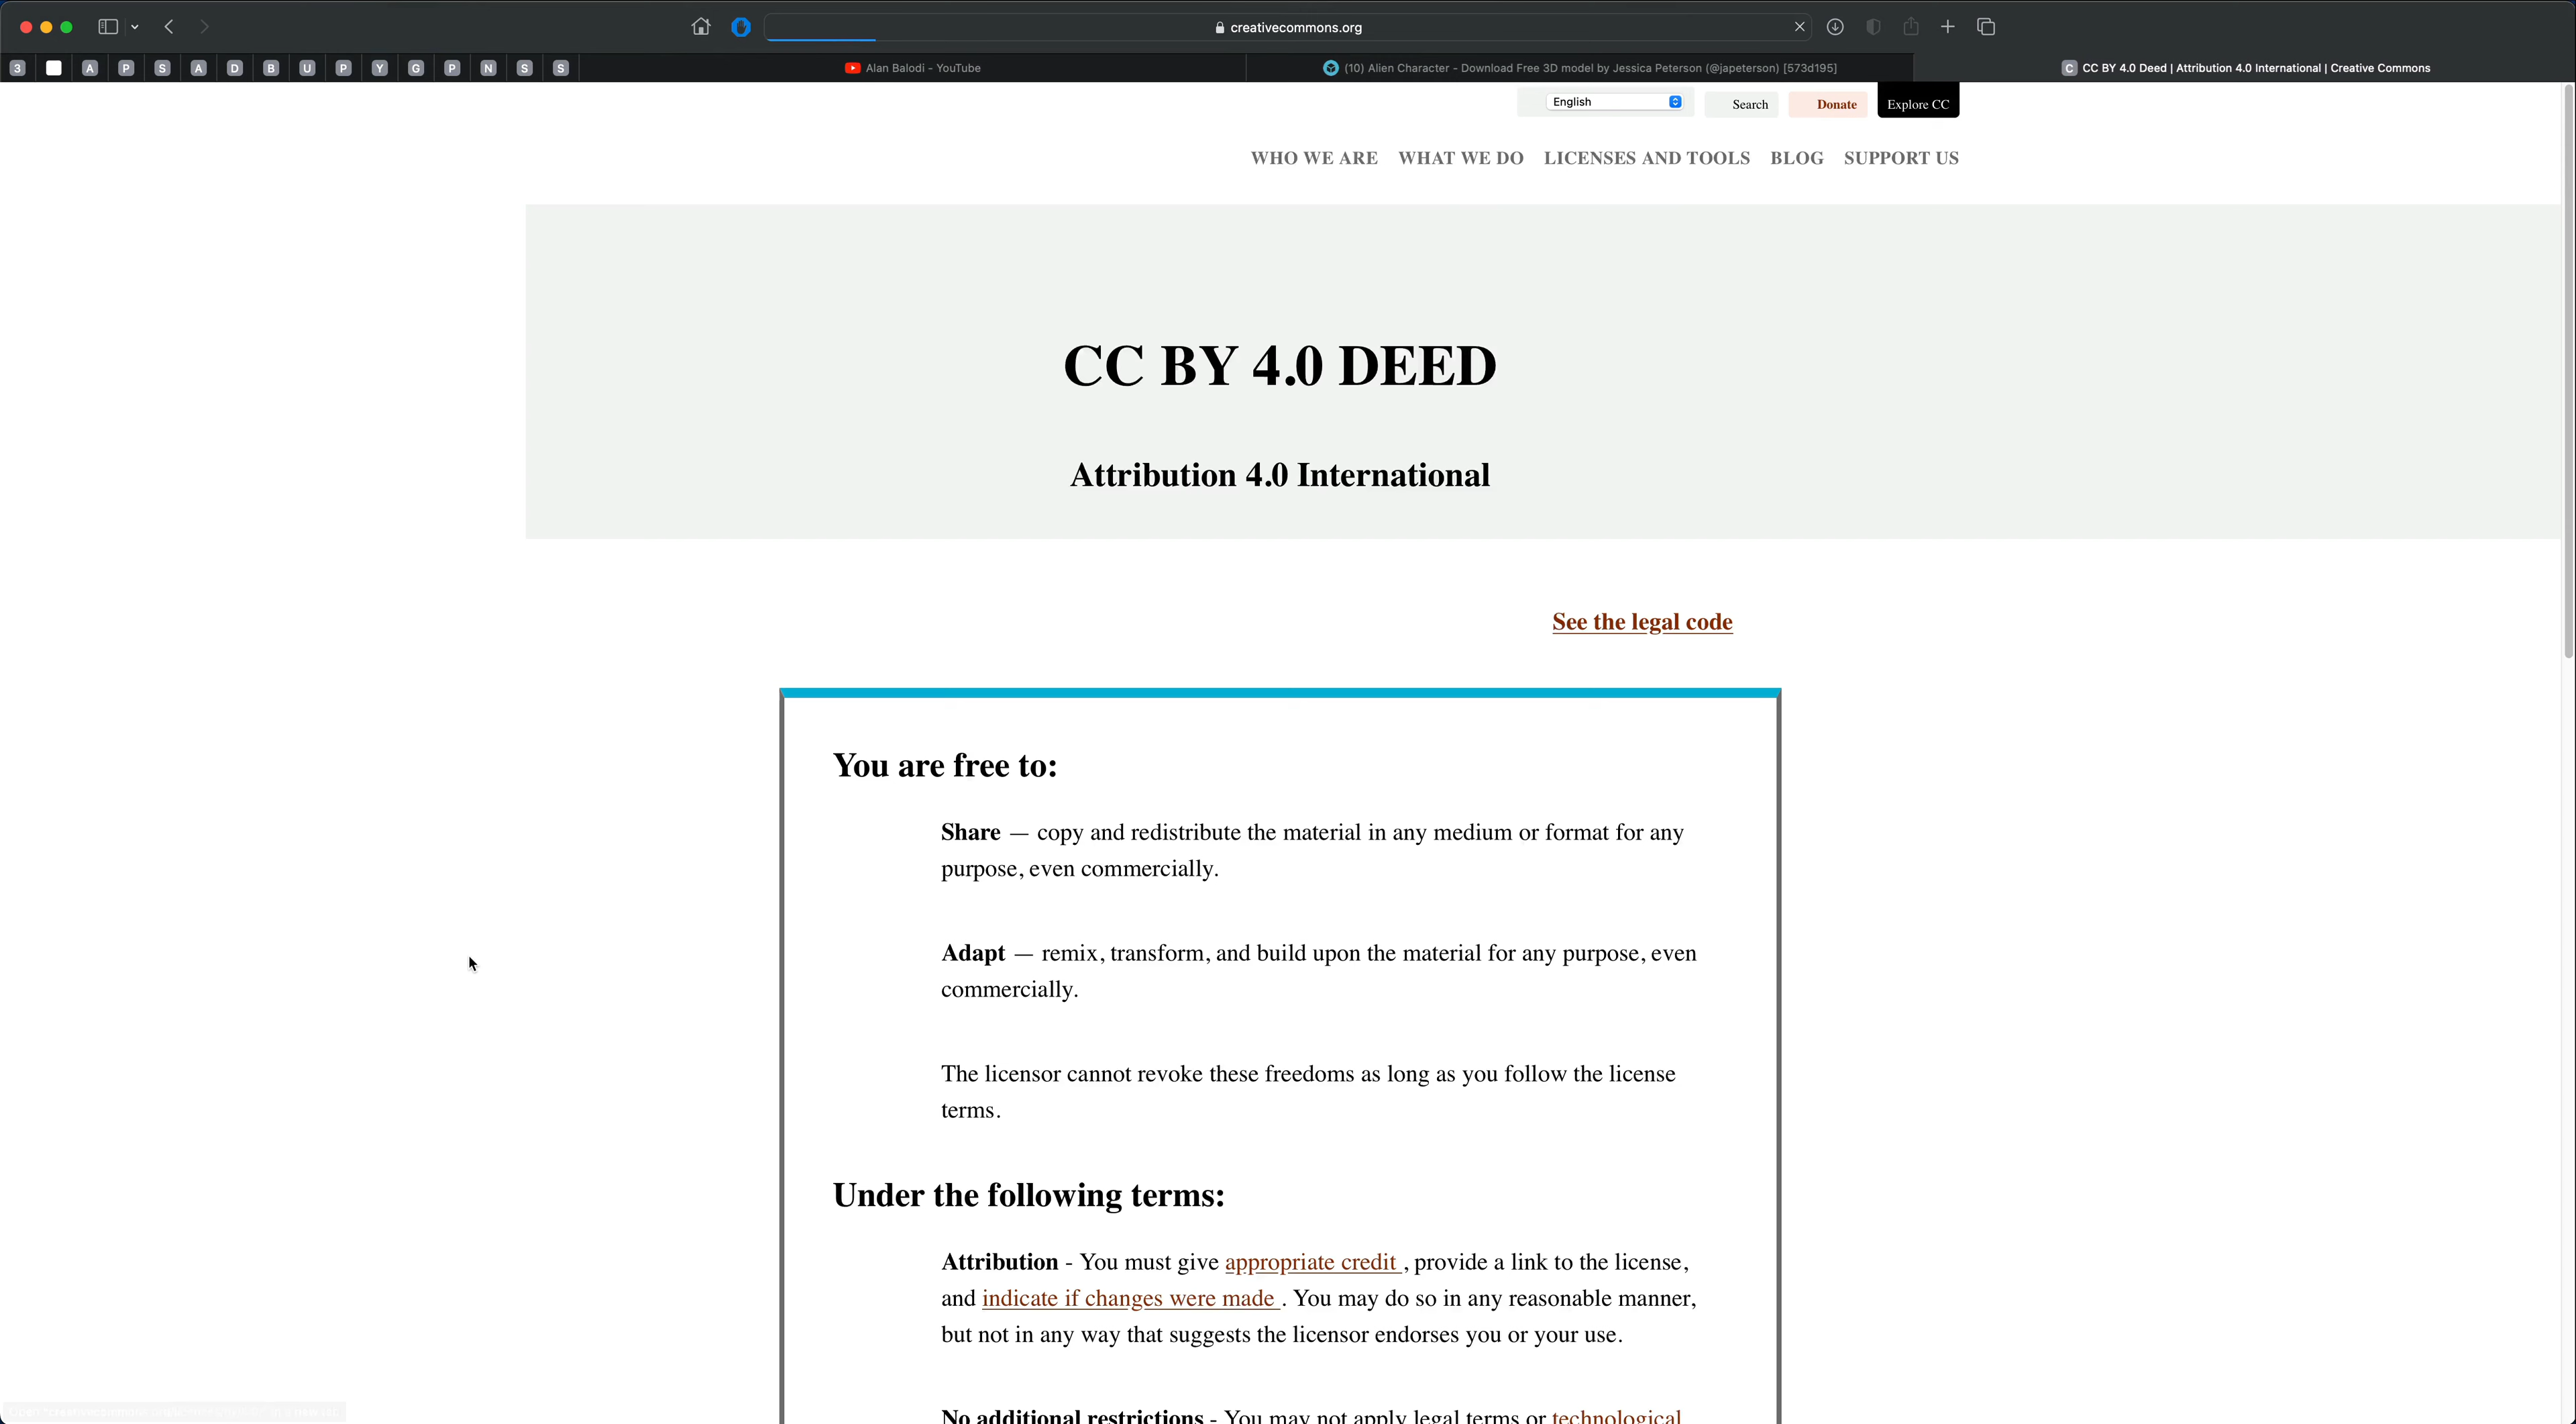 creativecommons.org
3
A
P
S
A
D
B
U
P
Y
G
P
N
S
S
Alan Balodi - YouTube
(10) Alien Character - Download Free 3D model by Jessica Peterson (@japeterson) [573d195]
C CC BY 4.0 Deed | Attribution 4.0 International | Creative Commons
English
Search
Donate
Explore CC
WHO WE ARE
WHAT WE DO
LICENSES AND TOOLS
BLOG
SUPPORT US
CC BY 4.0 DEED
Attribution 4.0 International
See the legal code
You are free to:
Share — copy and redistribute the material in any medium or format for any
purpose, even commercially.
Adapt — remix, transform, and build upon the material for any purpose, even
commercially.
The licensor cannot revoke these freedoms as long as you follow the license
terms.
Under the following terms:
Attribution - You must give appropriate credit , provide a link to the license,
and indicate if changes were made . You may do so in any reasonable manner,
but not in any way that suggests the licensor endorses you or your use.
No additional restrictions - You may not apply legal terms or technological